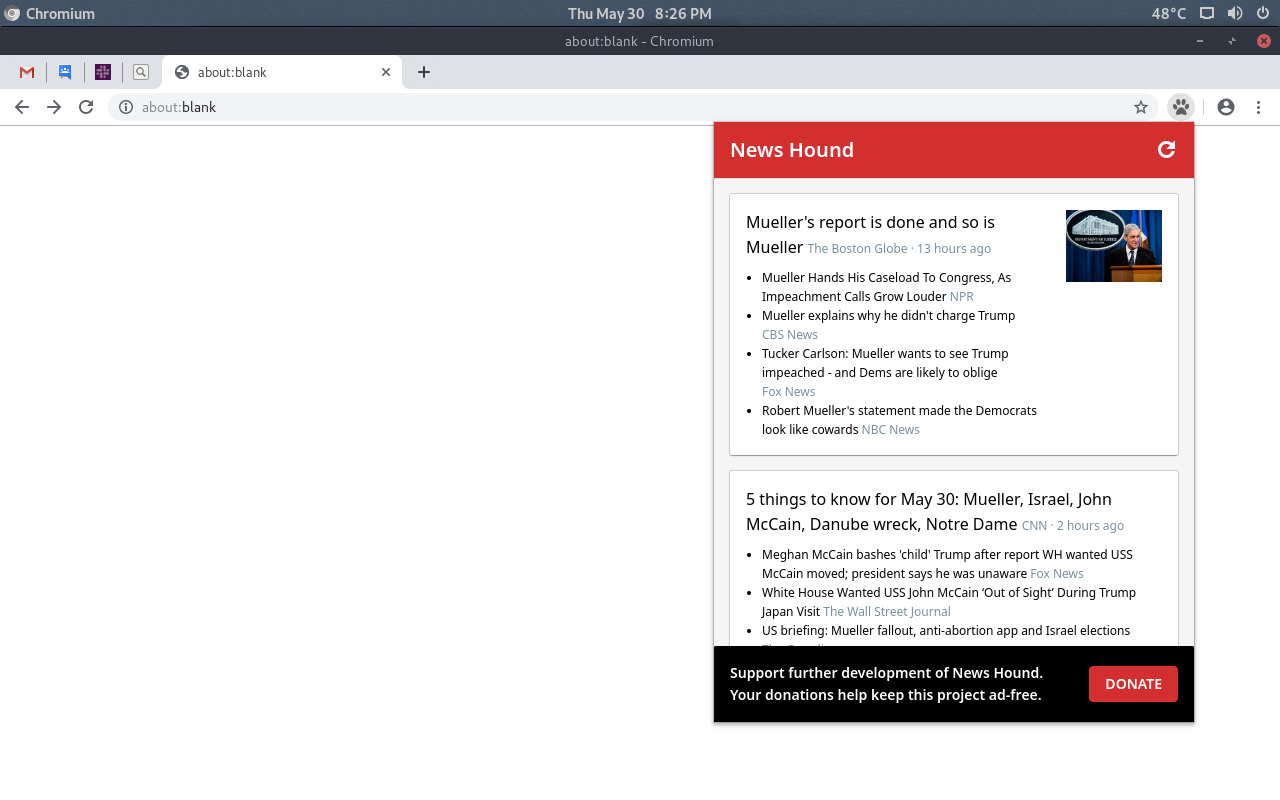 Chromium
Thu May 30 8:26 PM
48°C
about:blank - Chromium
about:blank
about:blank
News Hound
Mueller's report is done and so is
Mueller The Boston Globe · 13 hours ago
DEPARTMENT OF JUSTICE
• Mueller Hands His Caseload To Congress, As
Impeachment Calls Grow Louder NPR
• Mueller explains why he didn't charge Trump
CBS News
• Tucker Carlson: Mueller wants to see Trump
impeached - and Dems are likely to oblige
Fox News
• Robert Mueller's statement made the Democrats
look like cowards NBC News
5 things to know for May 30: Mueller, Israel, John
McCain, Danube wreck, Notre Dame CNN · 2 hours ago
• Meghan McCain bashes 'child' Trump after report WH wanted USS
McCain moved; president says he was unaware Fox News
• White House Wanted USS John McCain ‘Out of Sight’ During Trump
Japan Visit The Wall Street Journal
• US briefing: Mueller fallout, anti-abortion app and Israel elections
Support further development of News Hound.
Your donations help keep this project ad-free.
DONATE